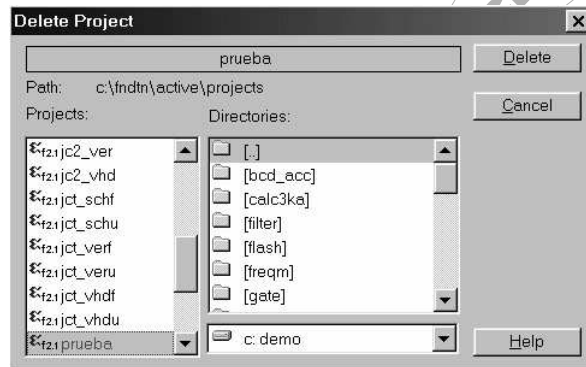 Delete Project
prueba
Delete
Path: c:\fndtn\active\projects
Cancel
Projects:
Directories:
f2.1 jc2_ver
f2.1 jc2_vhd
f2.1 jct_schf
f2.1 jct_schu
f2.1 jct_verf
f2.1 jct_veru
f2.1 jct_vhdf
f2.1 jct_vhdu
f2.1 prueba
[..]
[bcd_acc]
[calc3ka]
[filter]
[flash]
[freqm]
[gate]
c: demo
Help